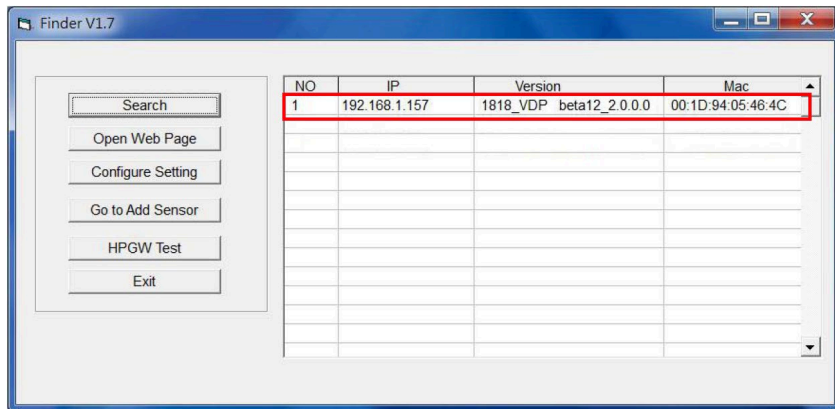 Finder V1.7
Search
Open Web Page
Configure Setting
Go to Add Sensor
HPGW Test
Exit
NO IP Version Mac
1 192.168.1.157 1818_VDP beta12_2.0.0.0 00:1D:94:05:46:4C